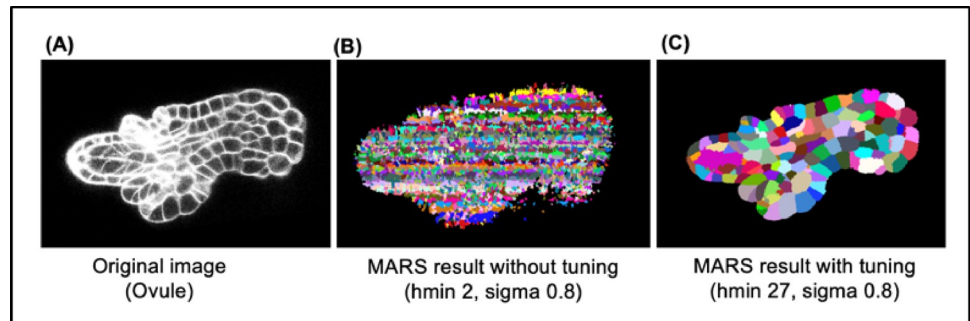 (A)
(B)
(C)
Original image
(Ovule)
MARS result without tuning
(hmin 2, sigma 0.8)
MARS result with tuning
(hmin 27, sigma 0.8)